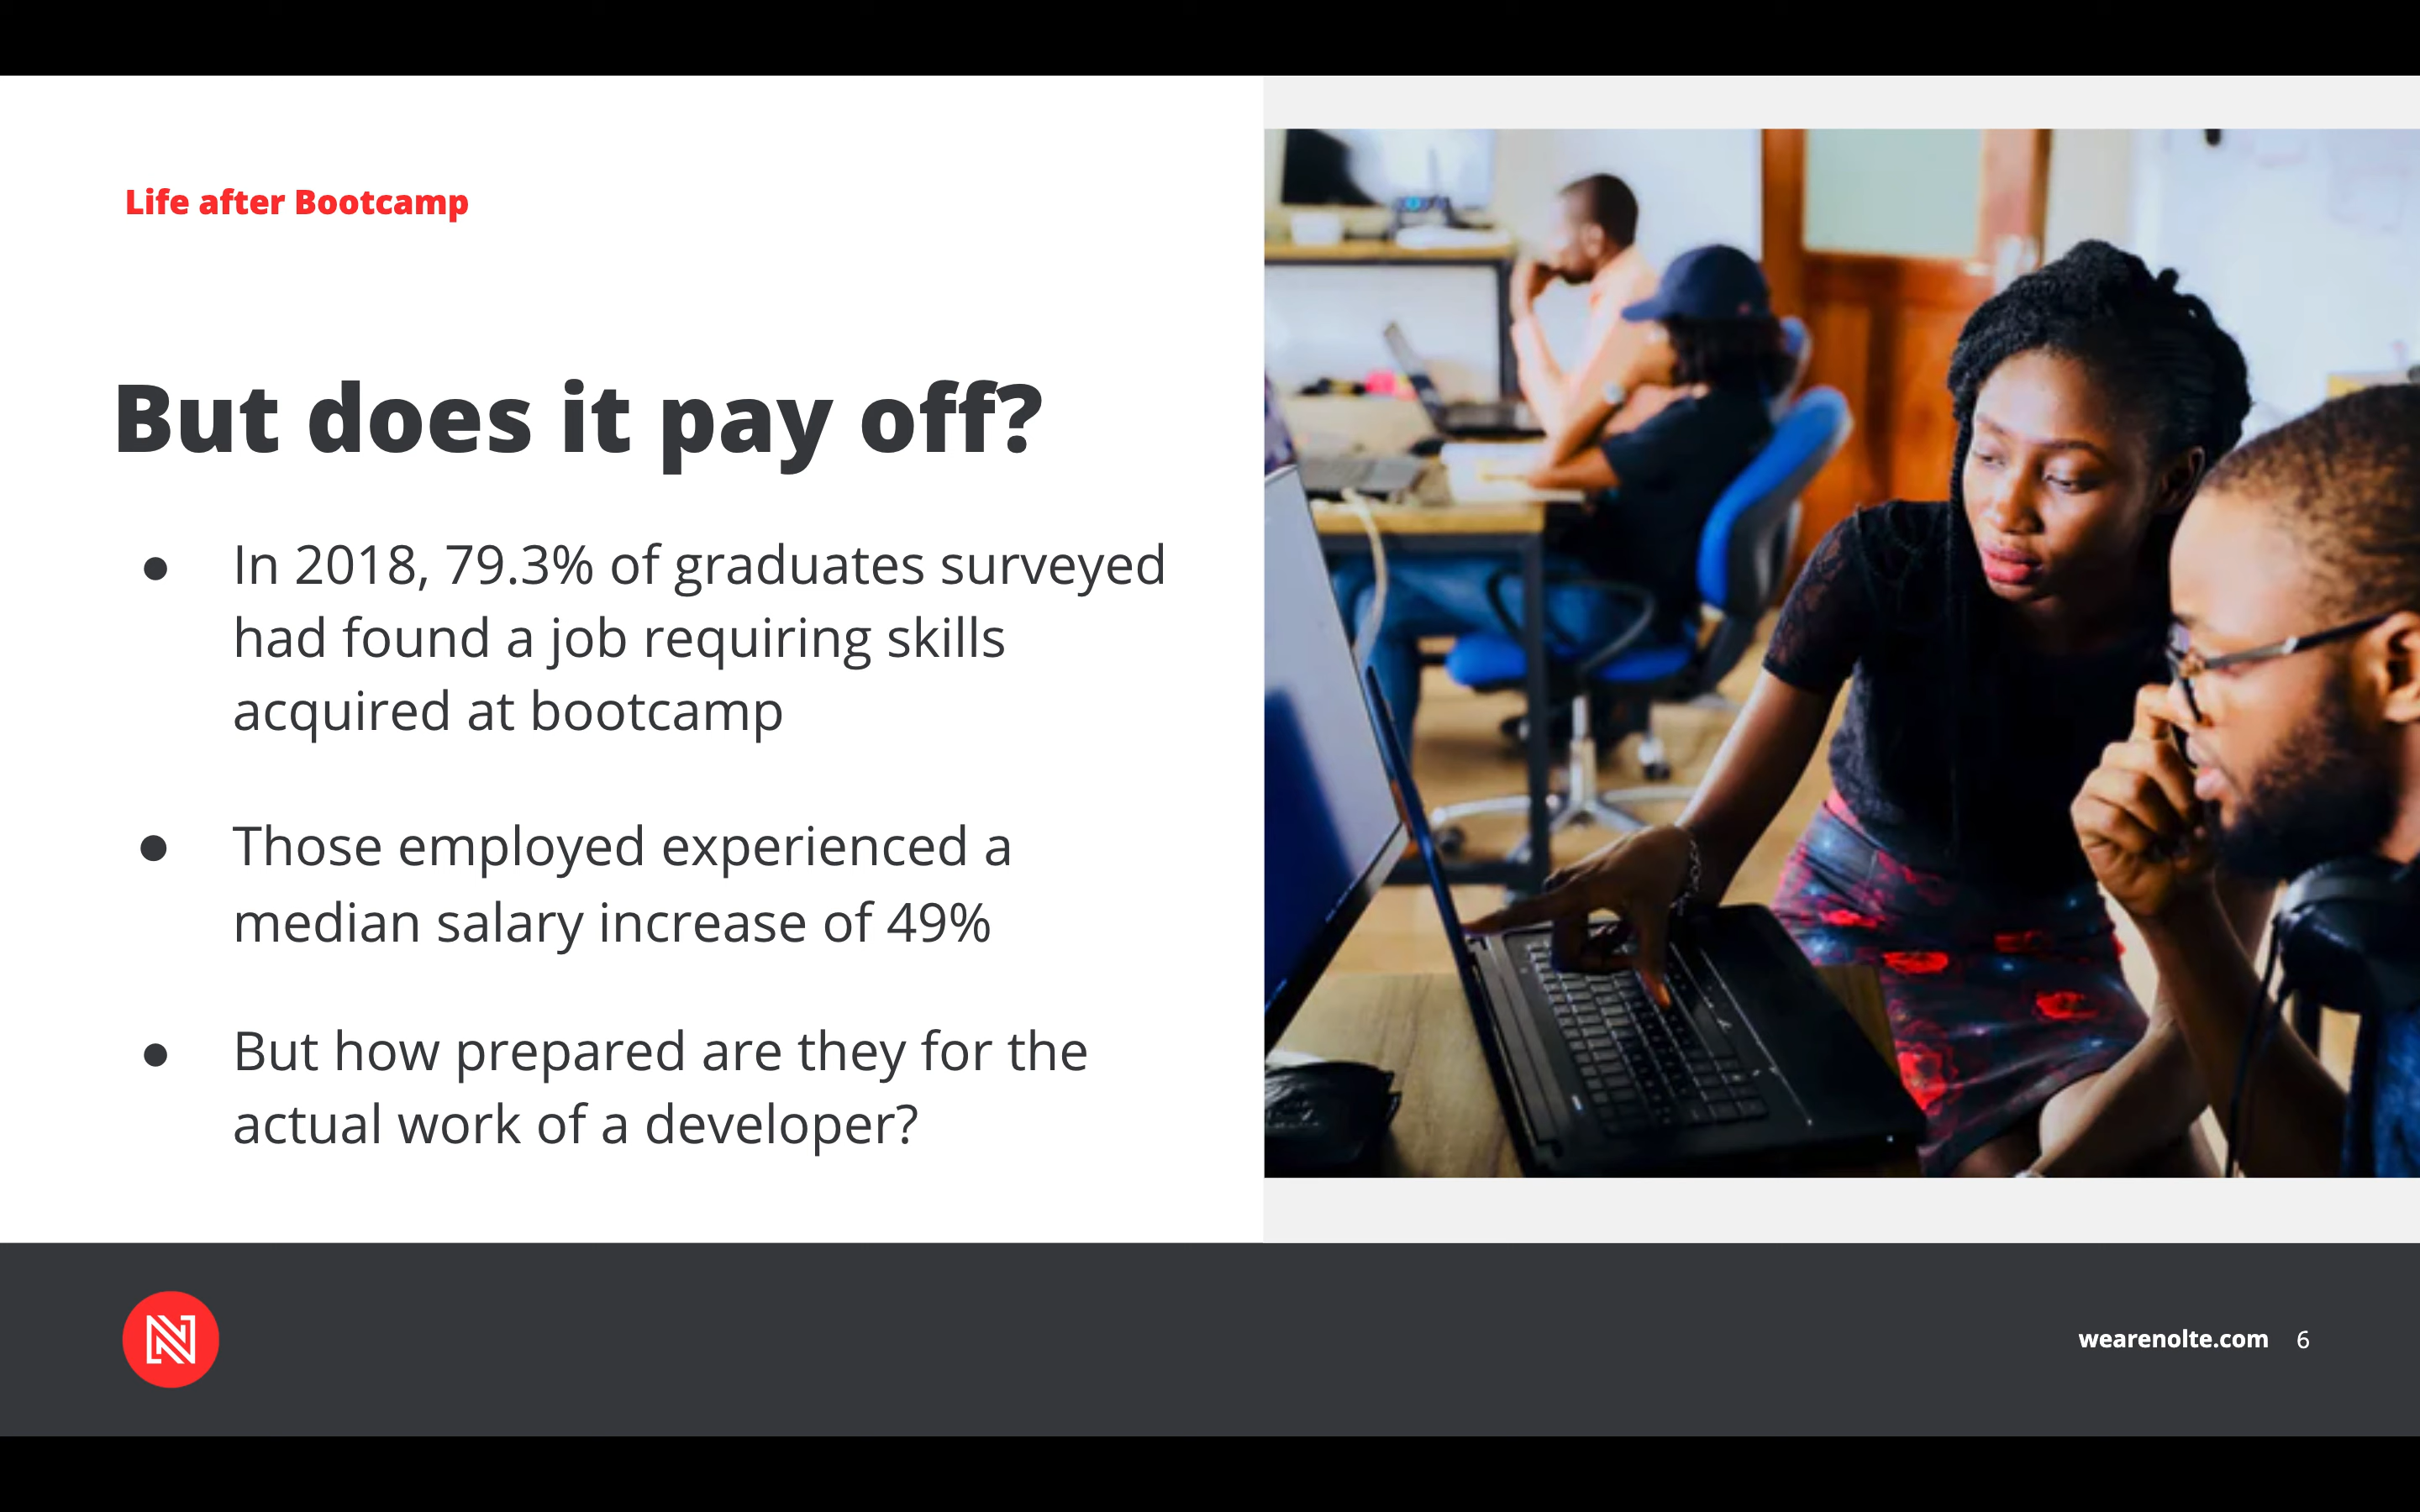 Life after Bootcamp
But does it pay off?
● In 2018, 79.3% of graduates surveyed
had found a job requiring skills
acquired at bootcamp
● Those employed experienced a
median salary increase of 49%
● But how prepared are they for the
actual work of a developer?
N
wearenolte.com 6